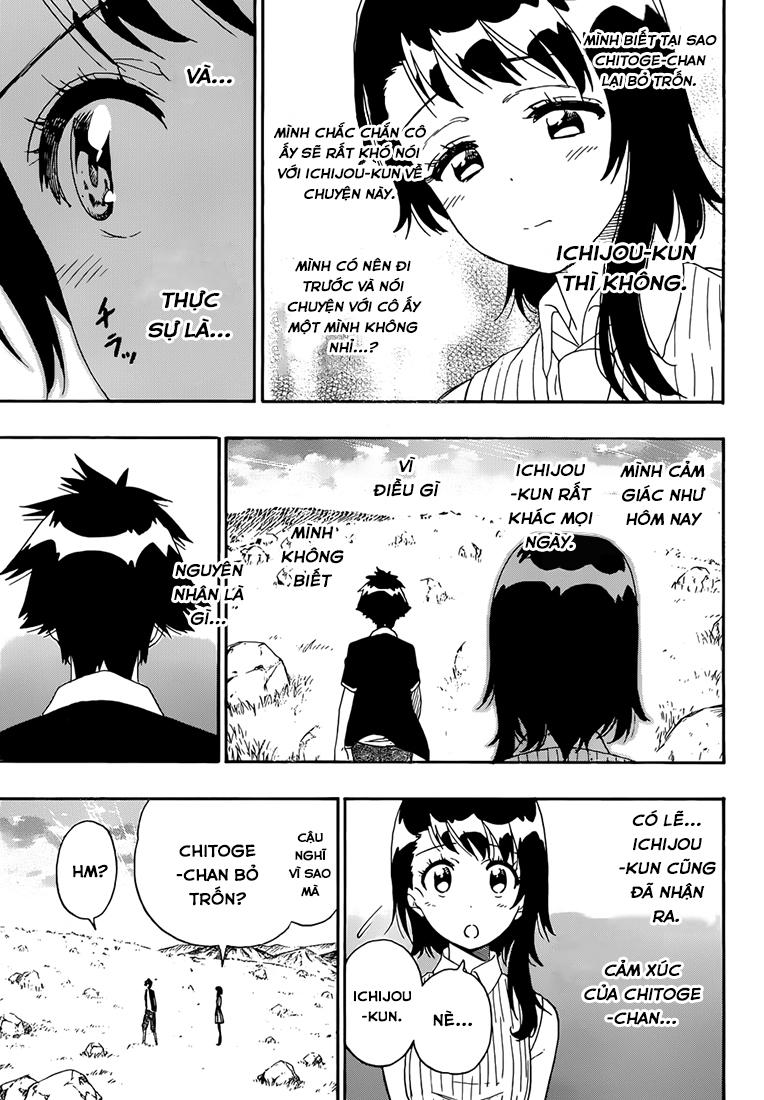 MÌNH BIẾT TẠI SAO
CHITOGE-CHAN
LẠI BỎ TRỐN.
MÌNH CHẮC CHẮN CÔ
ẤY SẼ RẤT KHÓ NÓI
VỚI ICHIJOU-KUN VỀ
CHUYỆN NÀY.
ICHIJOU-KUN
THÌ KHÔNG.
MÌNH CÓ NÊN ĐI
TRƯỚC VÀ NÓI
CHUYỆN VỚI CÔ ẤY
MỘT MÌNH KHÔNG
NHỈ...?
VÀ...
THỰC
SỰ LÀ...
チラッ
MÌNH CẢM
GIÁC NHƯ
HÔM NAY
ICHIJOU
-KUN RẤT
KHÁC MỌI
NGÀY.
VÌ
ĐIỀU GÌ
MÌNH
KHÔNG
BIẾT
NGUYÊN
NHÂN LÀ
GÌ...
CÓ LẼ...
ICHIJOU
-KUN CŨNG
ĐÃ NHẬN
RA.
CẢM XÚC
CỦA CHITOGE
-CHAN...
NÈ...
ICHIJOU
-KUN.
CẬU
NGHĨ
VÌ SAO
MÀ
CHITOGE
-CHAN BỎ
TRỐN?
HM?